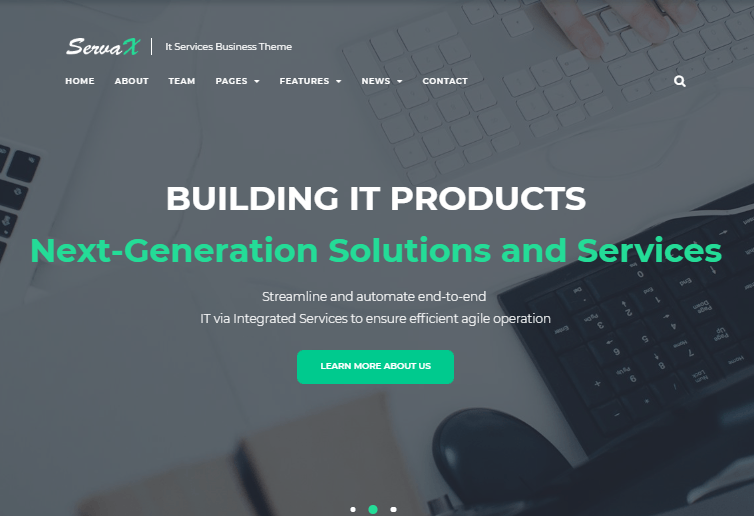 ServaX
It Services Business Theme
HOME ABOUT TEAM PAGES FEATURES NEWS CONTACT
BUILDING IT PRODUCTS
Next-Generation Solutions and Services
Streamline and automate end-to-end
IT via Integrated Services to ensure efficient agile operation
LEARN MORE ABOUT US